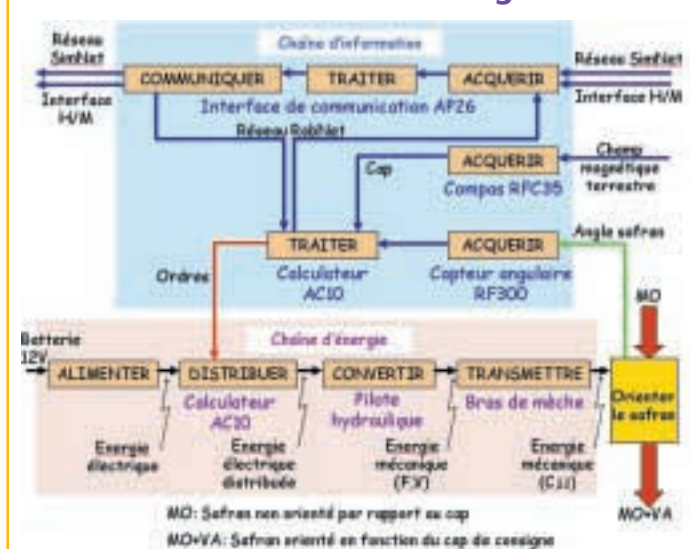 Réseau SimNet
Chaîne d'information
Réseau SimNet
COMMUNIQUER
TRAITER
ACQUERIR
Interface H/M
Interface de communication AP26
Interface H/M
Réseau RobNet
ACQUERIR
Champ magnétique terrestre
Cap
Compas RFC35
Angle safran
TRAITER
ACQUERIR
Ordres
Calculateur AC10
Capteur angulaire RF300
MO
Batterie 12V
Chaîne d'énergie
ALIMENTER
DISTRIBUER
CONVERTIR
TRANSMETTRE
Orienter le safran
Calculateur AC10
Pilote hydraulique
Bras de mèche
Energie électrique
Energie électrique distribuée
Energie mécanique (F,V)
Energie mécanique
MO: Safran non orienté par rapport au cap
MO+VA
MO+VA: Safran orienté en fonction du cap de consigne